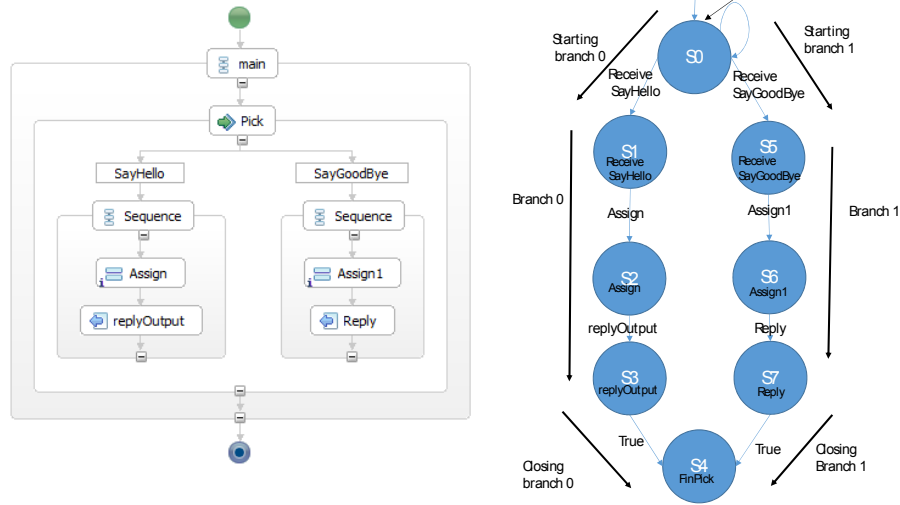 main
Pick
SayHello
SayGoodBye
Sequence
Sequence
Assign
Assign1
replyOutput
Reply
Starting
branch 0
Starting
branch 1
S0
Receive
SayHello
Receive
SayGoodBye
S1
Receive
SayHello
S5
Receive
SayGoodBye
Branch 0
Assign
Assign1
Branch 1
S2
Assign
S6
Assign1
replyOutput
Reply
S3
replyOutput
S7
Reply
True
True
Closing
branch 0
S4
FinPick
Closing
Branch 1